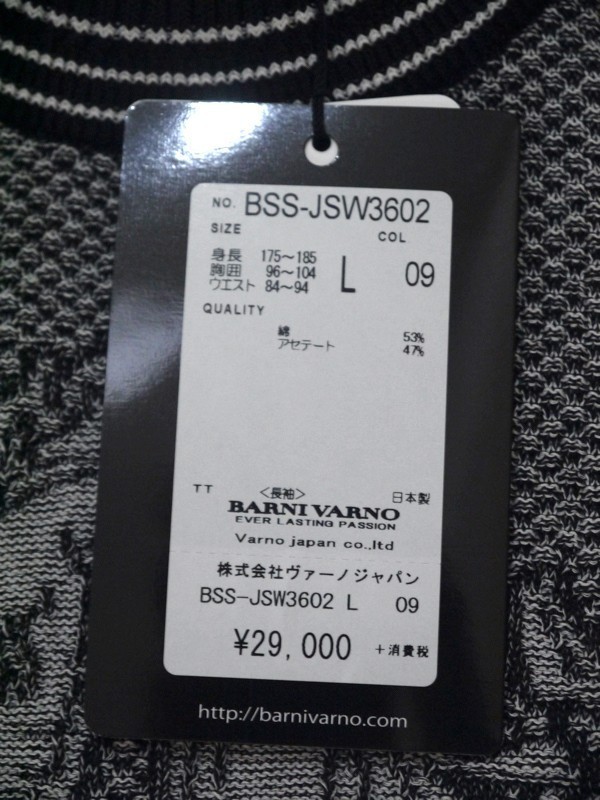 NO. BSS-JSW3602
SIZE COL
身長 175～185
胸囲 96～104 L 09
ウエスト 84～94
QUALITY
綿 53%
アセテート 47%
TT <長袖> 日本製
BARNI VARNO
EVER LASTING PASSION
Varno japan co.,ltd
株式会社ヴァーノジャパン
BSS-JSW3602 L 09
¥29,000 +消費税
http://barnivarno.com